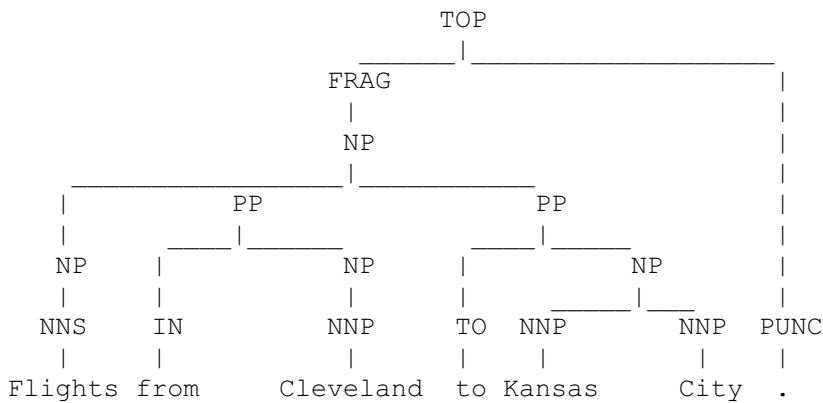 TOP
FRAG
NP
PP PP
NP NP NP
NNS IN NNP TO NNP NNP PUNC
Flights from Cleveland to Kansas City .